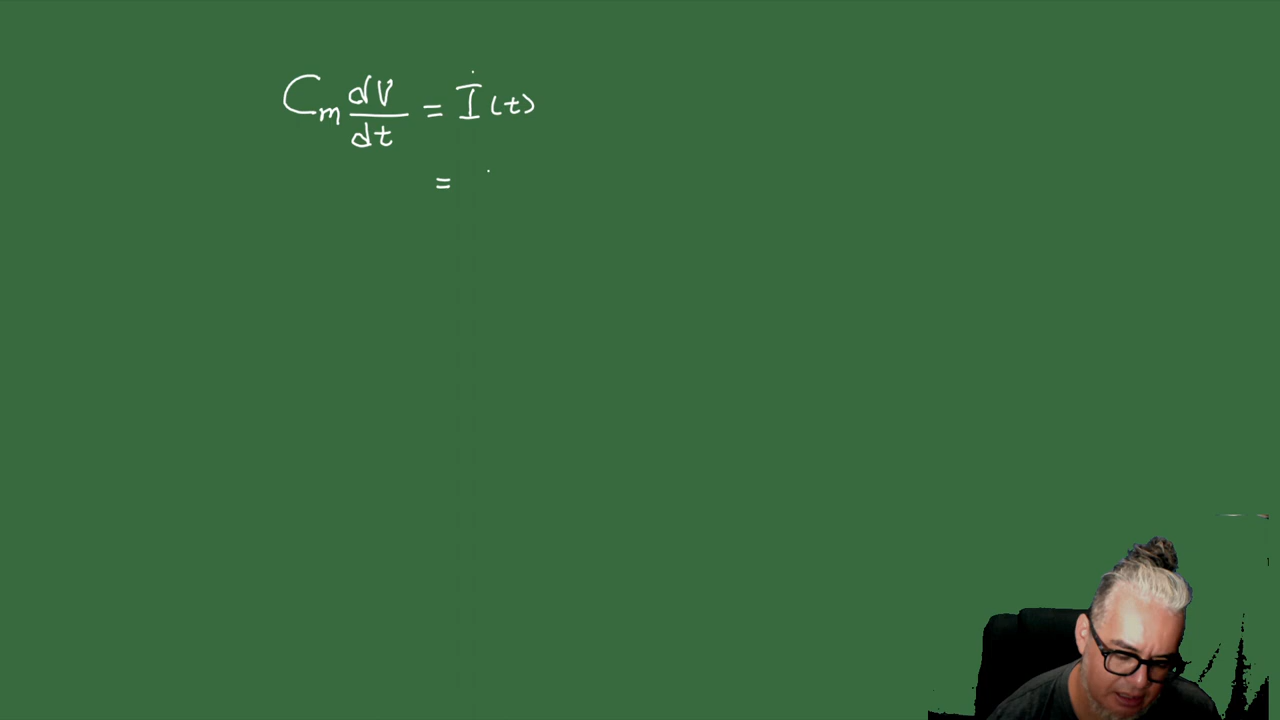 C_m dV/dt = I(t)
=